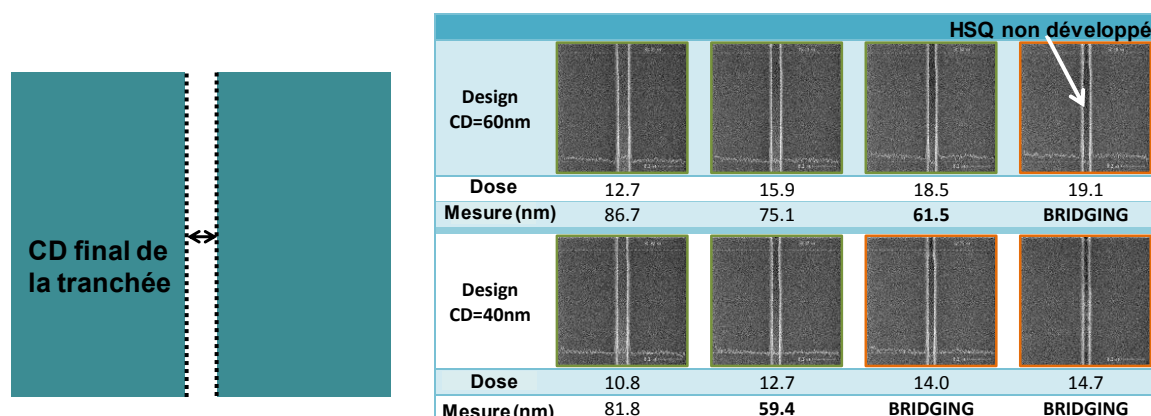 CD final de
la tranchée
HSQ non développé
Design
CD=60nm
Dose 12.7 15.9 18.5 19.1
Mesure (nm) 86.7 75.1 61.5 BRIDGING
Design
CD=40nm
Dose 10.8 12.7 14.0 14.7
Mesure (nm) 81.8 59.4 BRIDGING BRIDGING